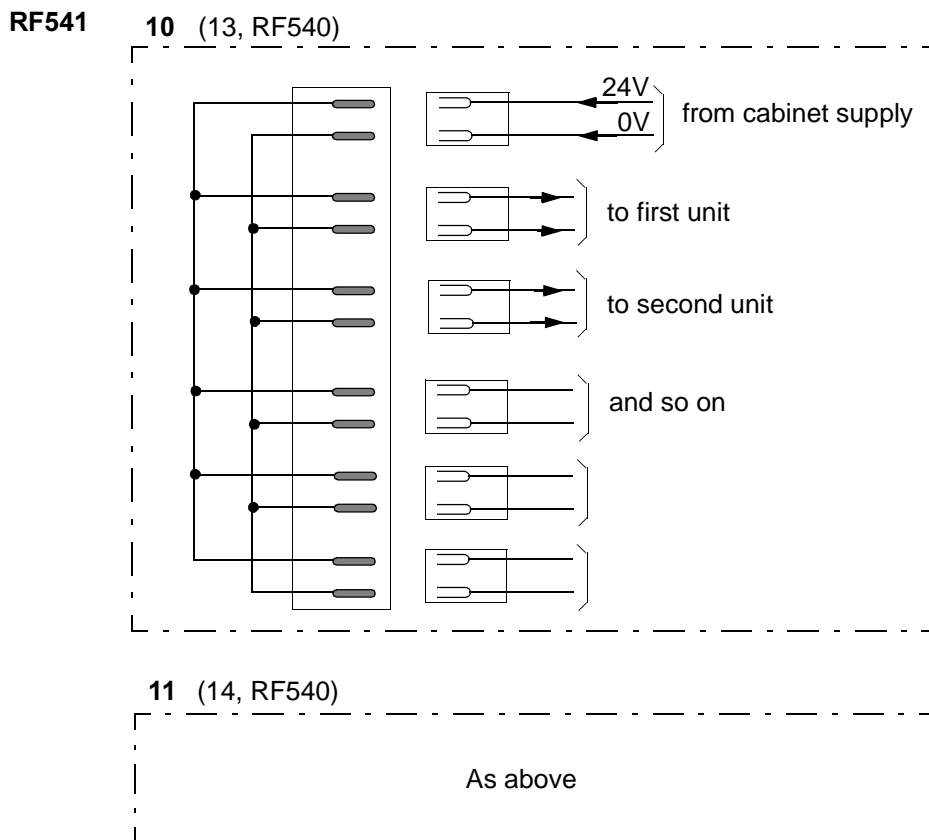 RF541 10 (13, RF540)
24V
0V
from cabinet supply
to first unit
to second unit
and so on
11 (14, RF540)
As above